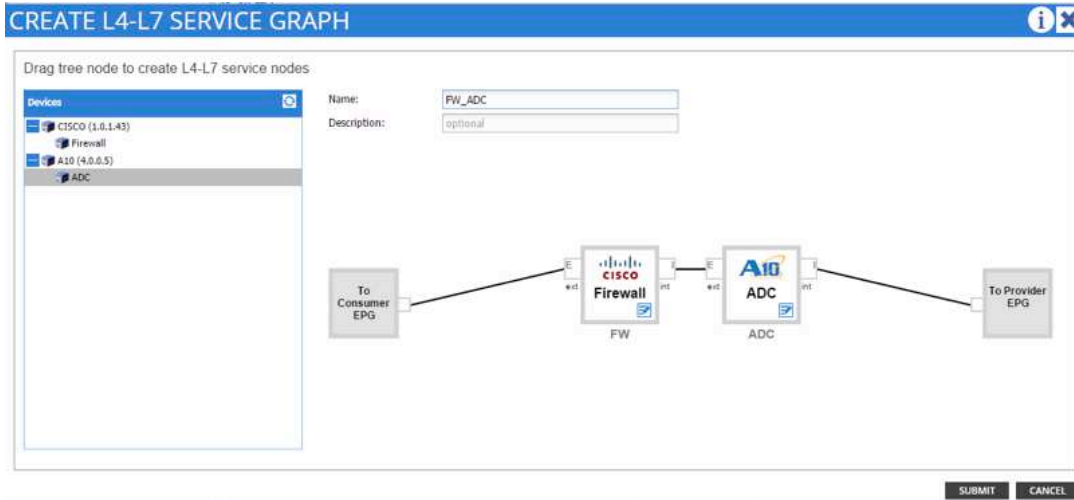 CREATE L4-L7 SERVICE GRAPH
i
Drag tree node to create L4-L7 service nodes
Devices
CISCO (1.0.1.43)
Firewall
A10 (4.0.0.5)
ADC
Name:
FW_ADC
Description:
optional
To
Consumer
EPG
E
ext
CISCO
Firewall
FW
int
E
ext
A10
ADC
ADC
int
To Provider
EPG
SUBMIT
CANCEL